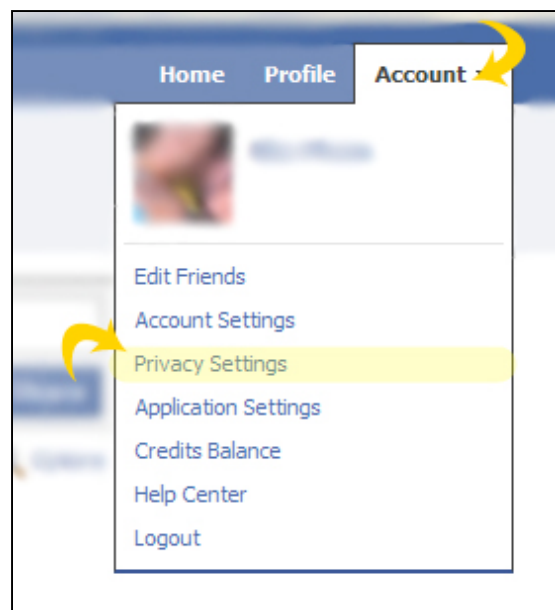 Home Profile Account
Edit Friends
Account Settings
Privacy Settings
Application Settings
Credits Balance
Help Center
Logout